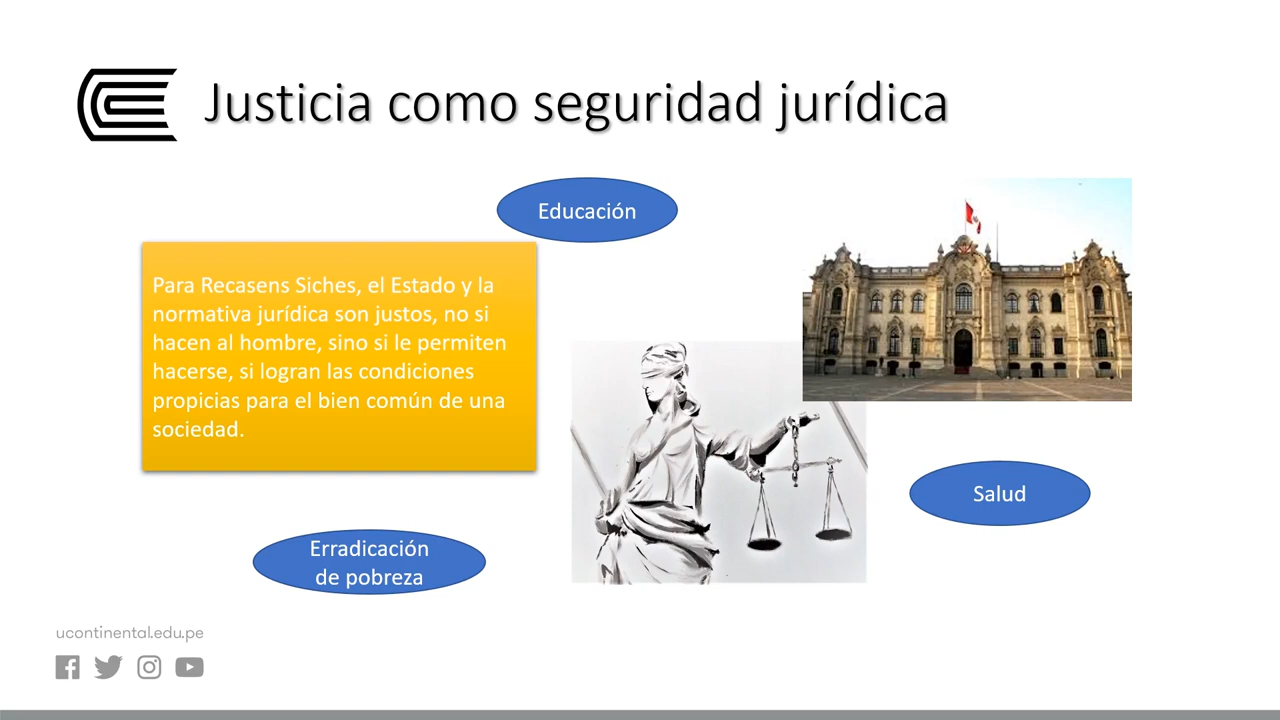 Justicia como seguridad jurídica
Educación
Para Recasens Siches, el Estado y la
normativa jurídica son justos, no si
hacen al hombre, sino si le permiten
hacerse, si logran las condiciones
propicias para el bien común de una
sociedad.
Salud
Erradicación
de pobreza
ucontinental.edu.pe